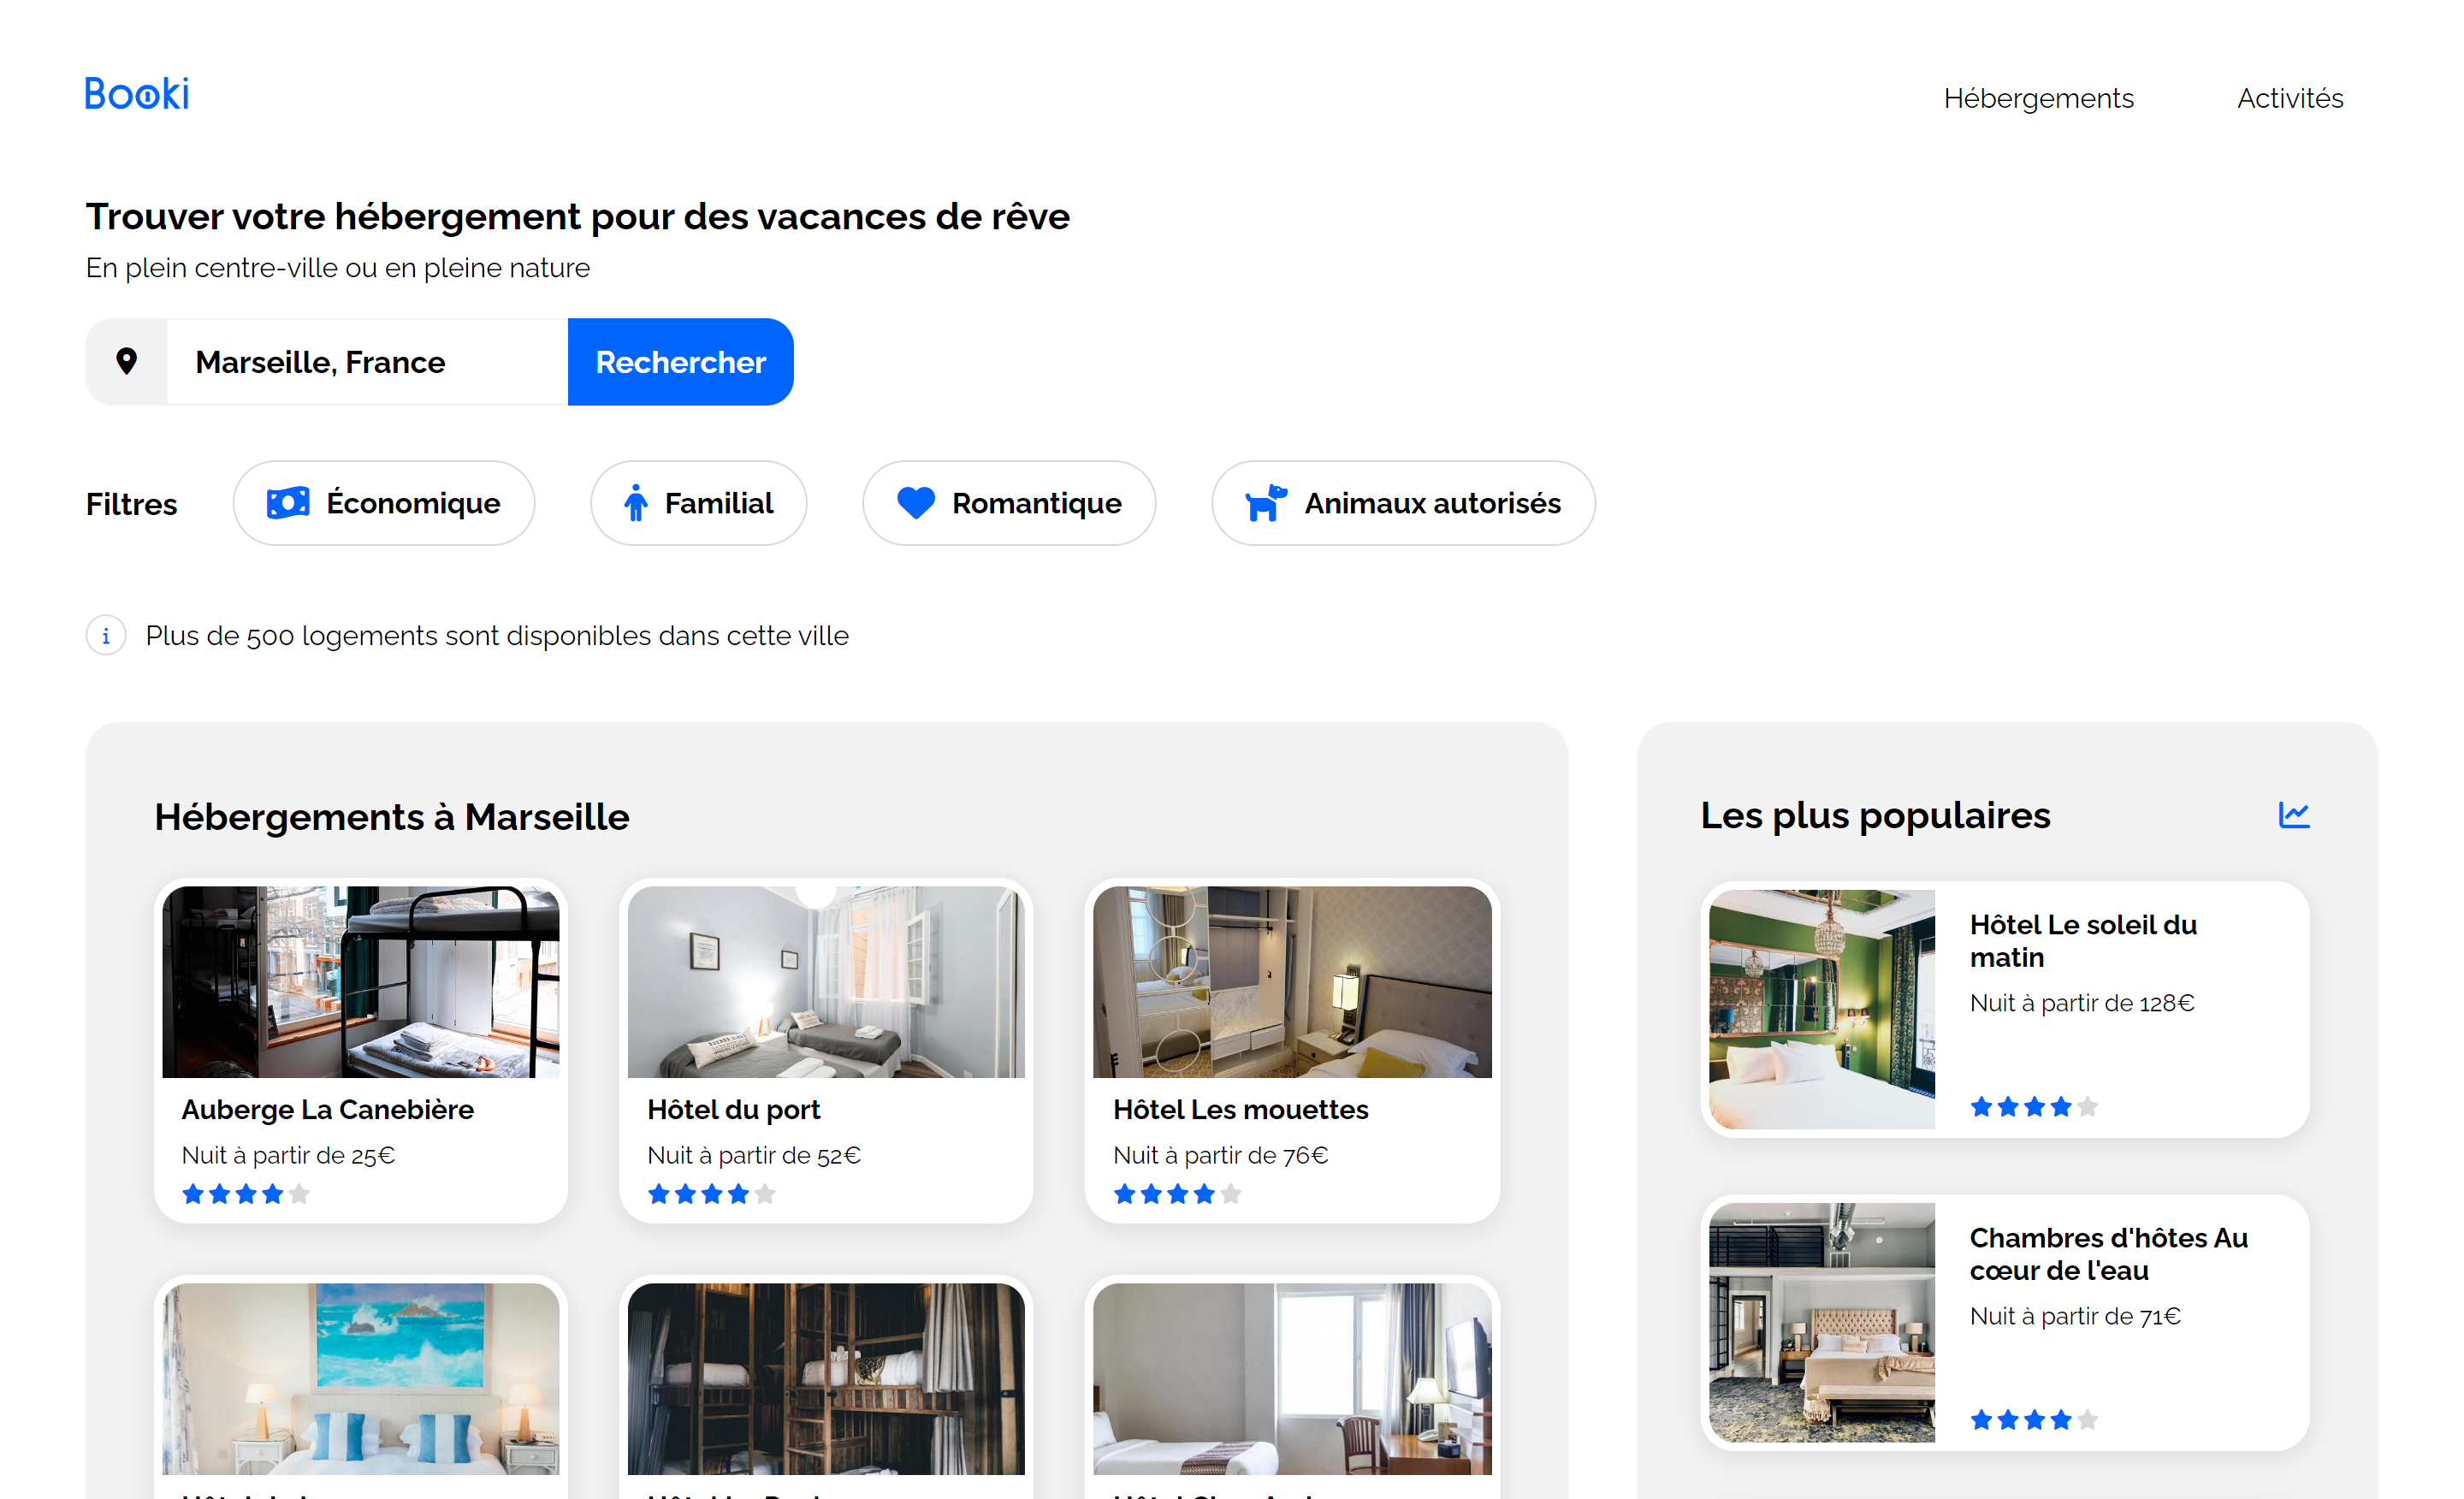 Booki
Hébergements
Activités
Trouver votre hébergement pour des vacances de rêve
En plein centre-ville ou en pleine nature
Marseille, France
Rechercher
Filtres
Économique
Familial
Romantique
Animaux autorisés
i
Plus de 500 logements sont disponibles dans cette ville
Hébergements à Marseille
Auberge La Canebière
Nuit à partir de 25€
Hôtel du port
Nuit à partir de 52€
Hôtel Les mouettes
Nuit à partir de 76€
Les plus populaires
Hôtel Le soleil du
matin
Nuit à partir de 128€
Chambres d'hôtes Au
cœur de l'eau
Nuit à partir de 71€